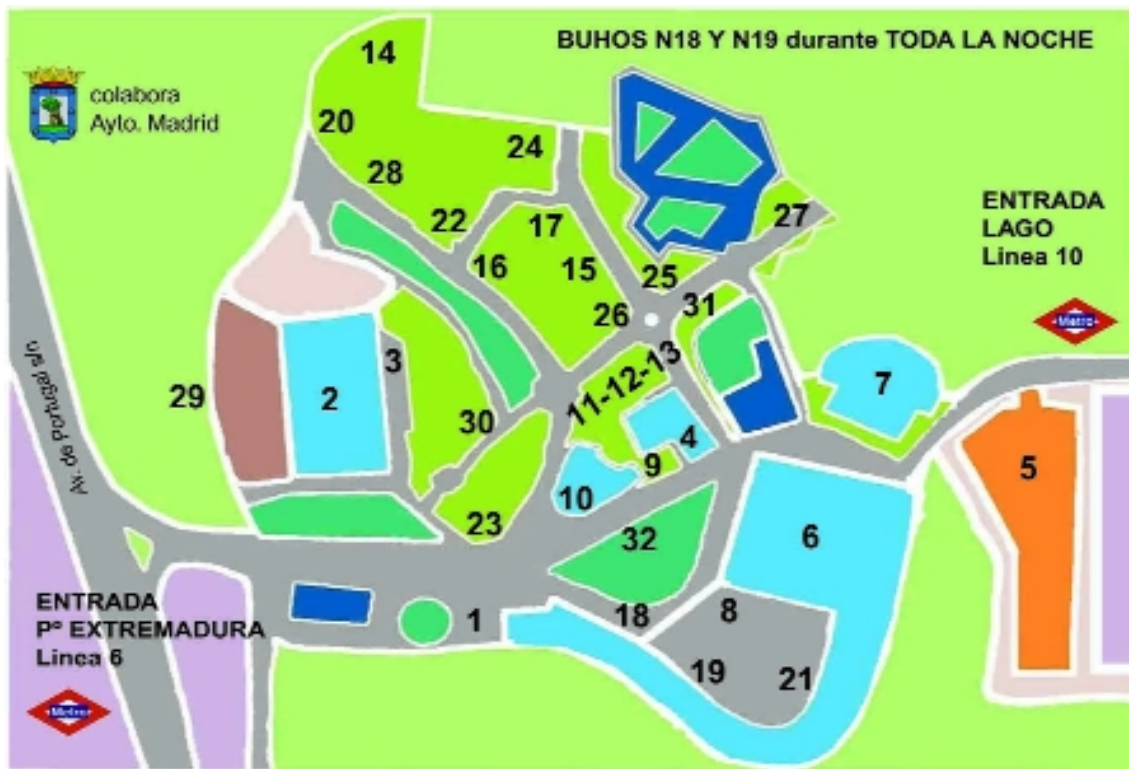 BUHOS N18 Y N19 durante TODA LA NOCHE
colabora
Ayto. Madrid
14
20
28
24
22
17
16
15
26
25
27
31
ENTRADA
LAGO
Linea 10
Metro
Av. de Portugal s/n
29
2
3
30
11-12-13
4
9
10
23
7
5
6
32
1
18
8
19
21
ENTRADA
Pº EXTREMADURA
Linea 6
Metro